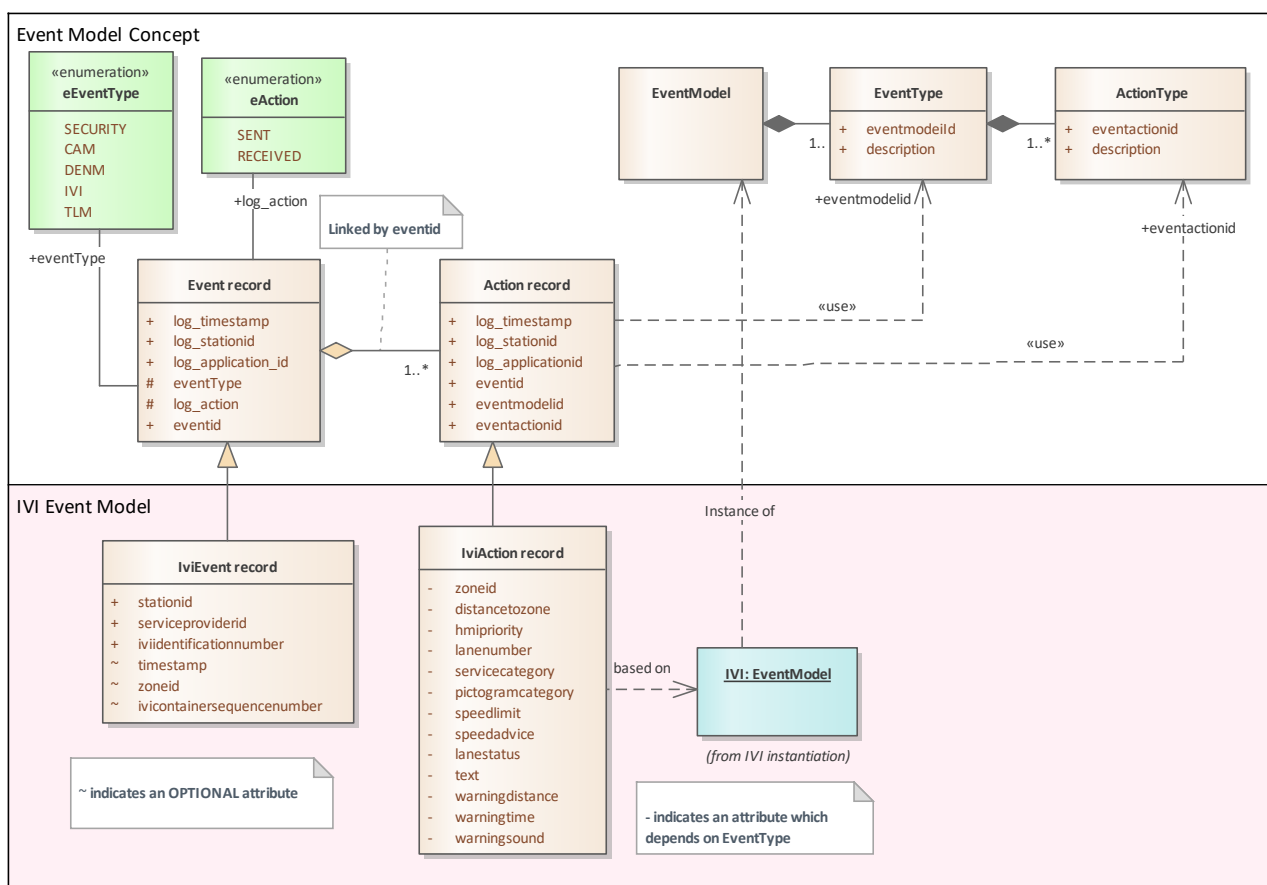 Event Model Concept
«enumeration»
eEventType
SECURITY
CAM
DENM
IVI
TLM
«enumeration»
eAction
SENT
RECEIVED
EventModel
EventType
+ eventmodeild
+ description
ActionType
+ eventactionid
+ description
1..
1..*
+eventmodelid
+eventactionid
+log_action
+eventType
Linked by eventid
Event record
+ log_timestamp
+ log_stationid
+ log_application_id
# eventType
# log_action
+ eventid
1..*
Action record
+ log_timestamp
+ log_stationid
+ log_applicationid
+ eventid
+ eventmodelid
+ eventactionid
«use»
«use»
IVI Event Model
Instance of
IviEvent record
+ stationid
+ serviceproviderid
+ iviidentificationnumber
~ timestamp
~ zoneid
~ ivicontainersequencenumber
IviAction record
- zoneid
- distancetozone
- hmipriority
- lanenumber
- servicecategory
- pictogramcategory
- speedlimit
- speedadvice
- lanestatus
- text
- warningdistance
- warningtime
- warningsound
based on
IVI: EventModel
(from IVI instantiation)
~ indicates an OPTIONAL attribute
- indicates an attribute which
depends on EventType